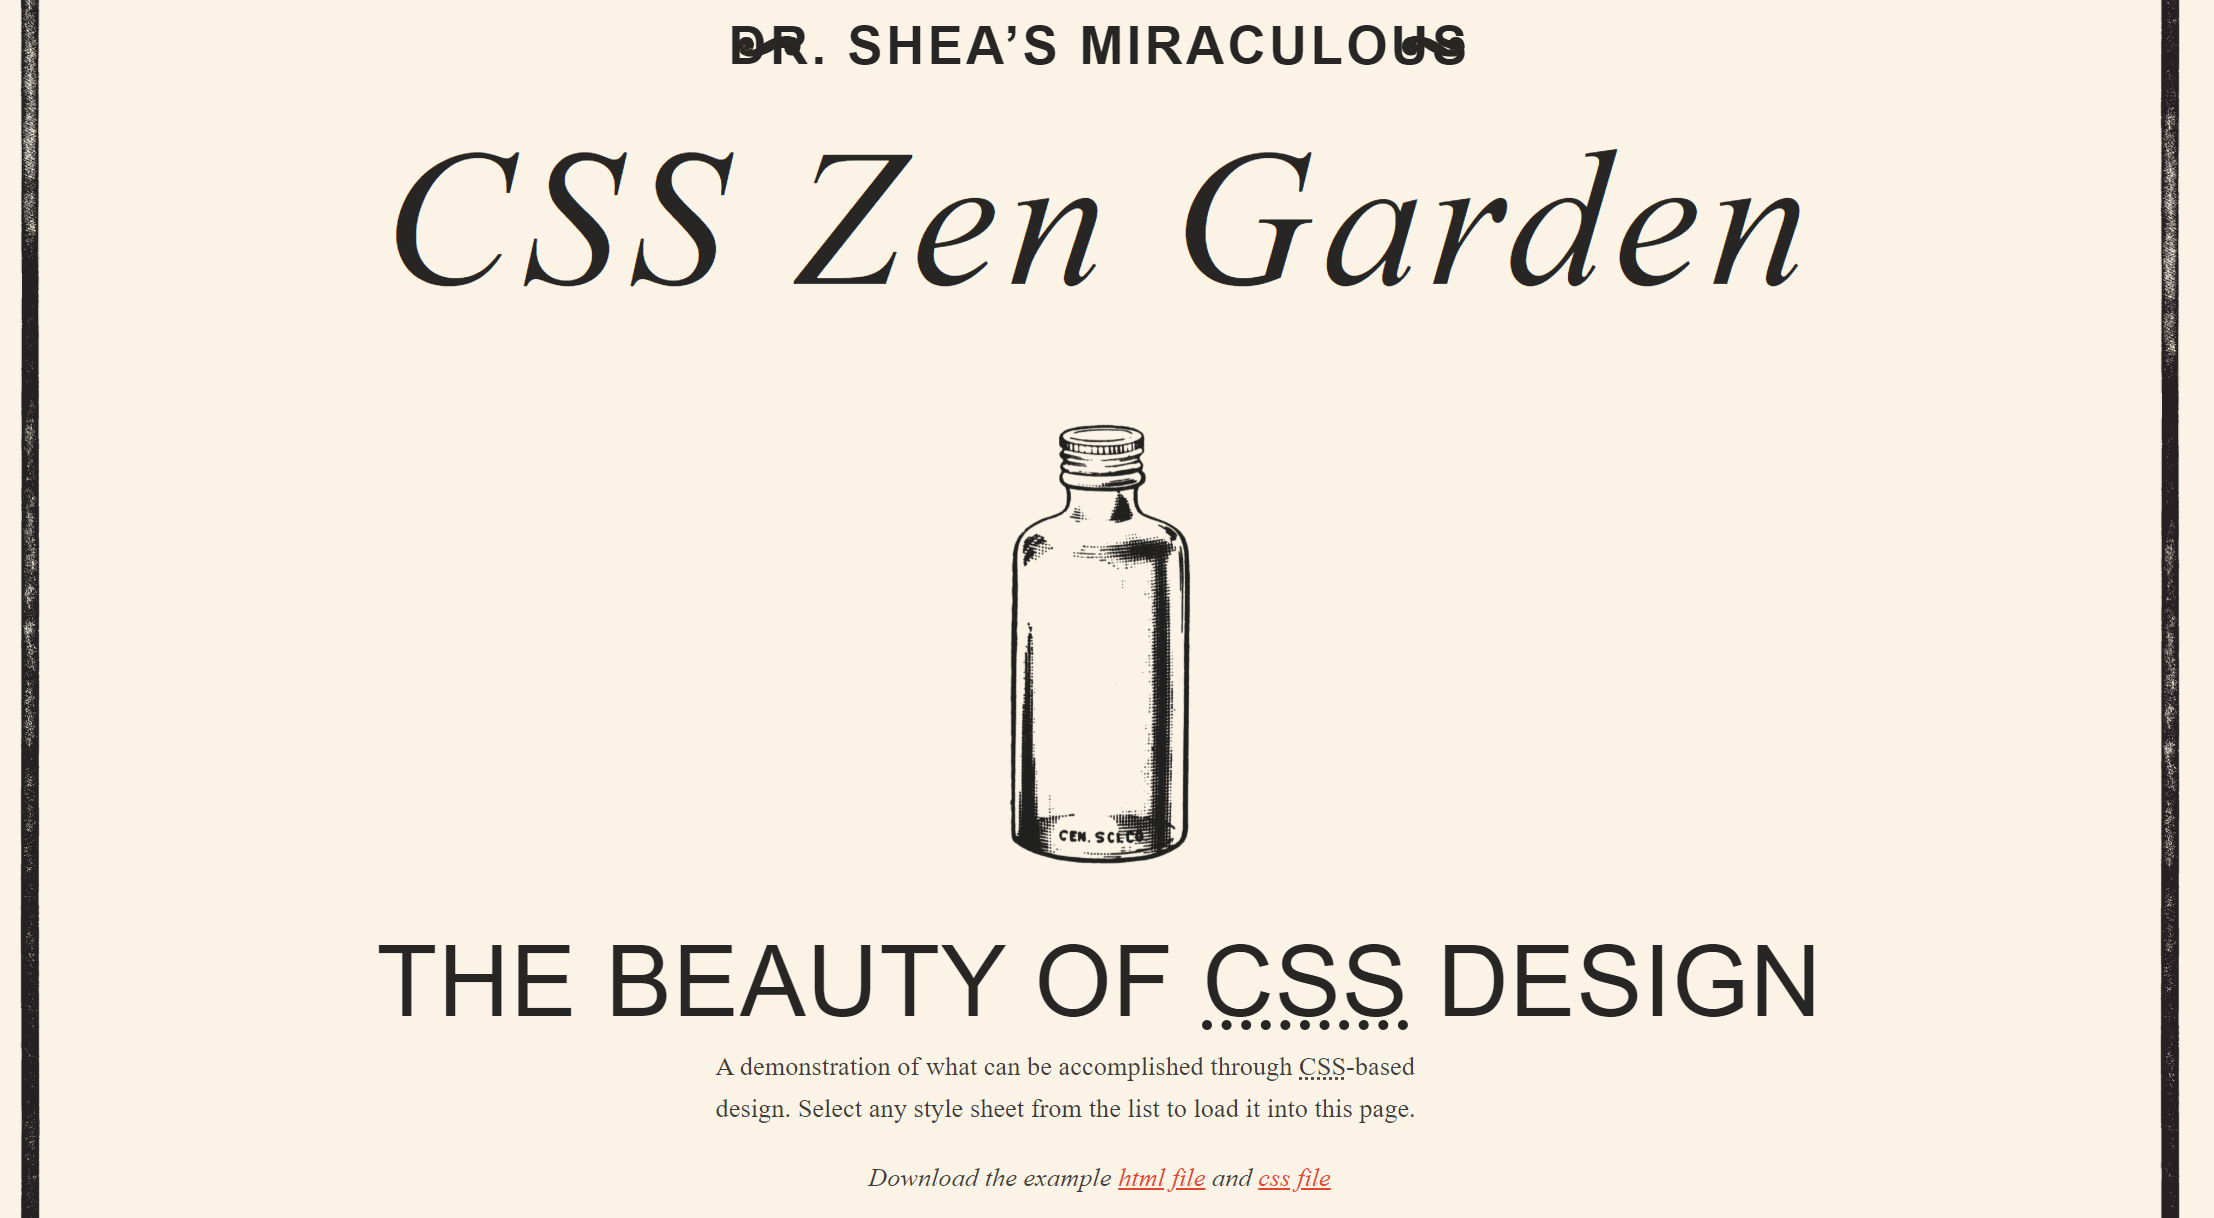 DR. SHEA’S MIRACULOUS
CSS Zen Garden
CEN. SCI. CO.
THE BEAUTY OF CSS DESIGN
A demonstration of what can be accomplished through CSS-based
design. Select any style sheet from the list to load it into this page.
Download the example html file and css file